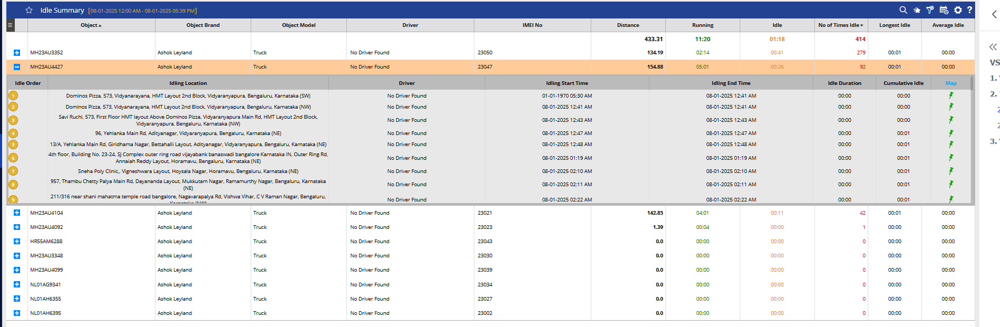 Idle Summary [08-01-2025 12:00 AM - 08-01-2025 05:39 PM]
?
Object Object Brand Object Model Driver IMEI No Distance Running Idle No of Times Idle Longest Idle Average Idle
433.31 11:20 01:18 414
MH23AU3352 Ashok Leyland Truck No Driver Found 23050 134.19 02:14 00:41 279 00:01 00:00
MH23AU4427 Ashok Leyland Truck No Driver Found 23047 154.88 05:01 00:26 92 00:01 00:00
Idle Order Idling Location Driver Idling Start Time Idling End Time Idle Duration Cumulative Idle Map
1 Dominos Pizza, 573, Vidyanarayana, HMT Layout 2nd Block, Vidyaranyapura, Bengaluru, Karnataka (SW) No Driver Found 01-01-1970 05:30 AM 08-01-2025 12:41 AM 00:00 00:00
2 Dominos Pizza, 573, Vidyanarayana, HMT Layout 2nd Block, Vidyaranyapura, Bengaluru, Karnataka (NW) No Driver Found 08-01-2025 12:41 AM 08-01-2025 12:41 AM 00:00 00:00
Savi Ruchi, 573, First Floor HMT layout Above Dominos Pizza, Vidyaranyapura Main Rd, HMT Layout 2nd Block,
3 Vidyaranyapura, Bengaluru, Karnataka (NW) No Driver Found 08-01-2025 12:43 AM 08-01-2025 12:43 AM 00:00 00:00
4 96, Yehlanka Main Rd, Adityanagar, Vidyaranyapura, Bengaluru, Karnataka (NE) No Driver Found 08-01-2025 12:47 AM 08-01-2025 12:47 AM 00:00 00:01
5 13/A, Yehlanka Main Rd, Giridhama Nagar, Bettahalli Layout, Adityanagar, Vidyaranyapura, Bengaluru, Karnataka (NE) No Driver Found 08-01-2025 12:48 AM 08-01-2025 12:48 AM 00:00 00:01
4th floor, Building No. 23-24, SJ Complex outer ring road vijayabank banaswadi bangalore Karnataka IN, Outer Ring Rd,
6 Annaiah Reddy Layout, Horamavu, Bengaluru, Karnataka (NE) No Driver Found 08-01-2025 01:19 AM 08-01-2025 01:19 AM 00:00 00:01
7 Sneha Poly Clinic,, Vigneshwara Layout, Hoysala Nagar, Horamavu, Bengaluru, Karnataka (NE) No Driver Found 08-01-2025 02:10 AM 08-01-2025 02:10 AM 00:00 00:01
957, Thambu Chetty Palya Main Rd, Dayananda Layout, Mukkutam Nagar, Ramamurthy Nagar, Bengaluru, Karnataka
8 (NE) No Driver Found 08-01-2025 02:11 AM 08-01-2025 02:11 AM 00:00 00:01
211/316 near shani mahatma temple road bangalore, Nagavarapalya Rd, Vishwa Vihar, C V Raman Nagar, Bengaluru,
9 Karnataka (NW) No Driver Found 08-01-2025 02:22 AM 08-01-2025 02:22 AM 00:00 00:01
MH23AU4104 Ashok Leyland Truck No Driver Found 23021 142.85 04:01 00:11 42 00:01 00:00
MH23AU4092 Ashok Leyland Truck No Driver Found 23023 1.39 00:04 00:00 1 00:00 00:00
HR55AM6288 Ashok Leyland Truck No Driver Found 23043 0.0 00:00 00:00 0 00:00 00:00
MH23AU3348 Ashok Leyland Truck No Driver Found 23030 0.0 00:00 00:00 0 00:00 00:00
MH23AU4099 Ashok Leyland Truck No Driver Found 23039 0.0 00:00 00:00 0 00:00 00:00
NL01AG9341 Ashok Leyland Truck No Driver Found 23034 0.0 00:00 00:00 0 00:00 00:00
NL01AH6355 Ashok Leyland Truck No Driver Found 23027 0.0 00:00 00:00 0 00:00 00:00
NL01AH6395 Ashok Leyland Truck No Driver Found 23002 0.0 00:00 00:00 0 00:00 00:00
VS
1.
2.
2
2
3.